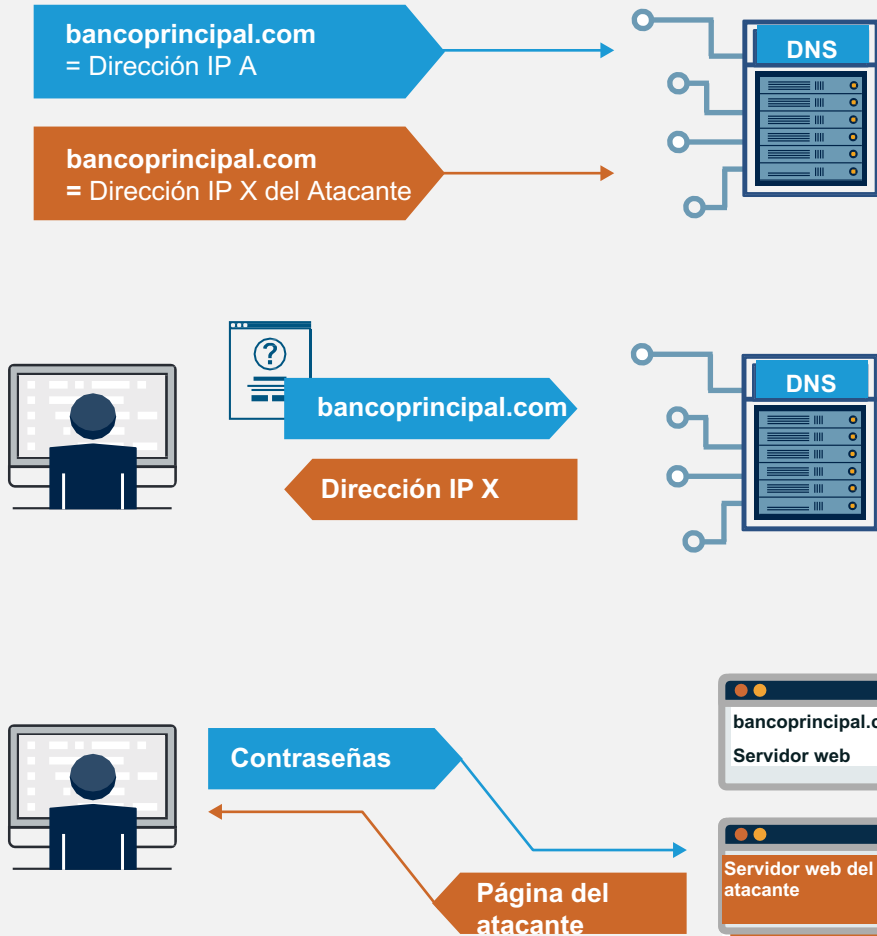 bancoprincipal.com
= Dirección IP A
DNS
bancoprincipal.com
= Dirección IP X del Atacante
?
bancoprincipal.com
DNS
Dirección IP X
bancoprincipal.c
Servidor web
Contraseñas
Servidor web del
atacante
Página del
atacante